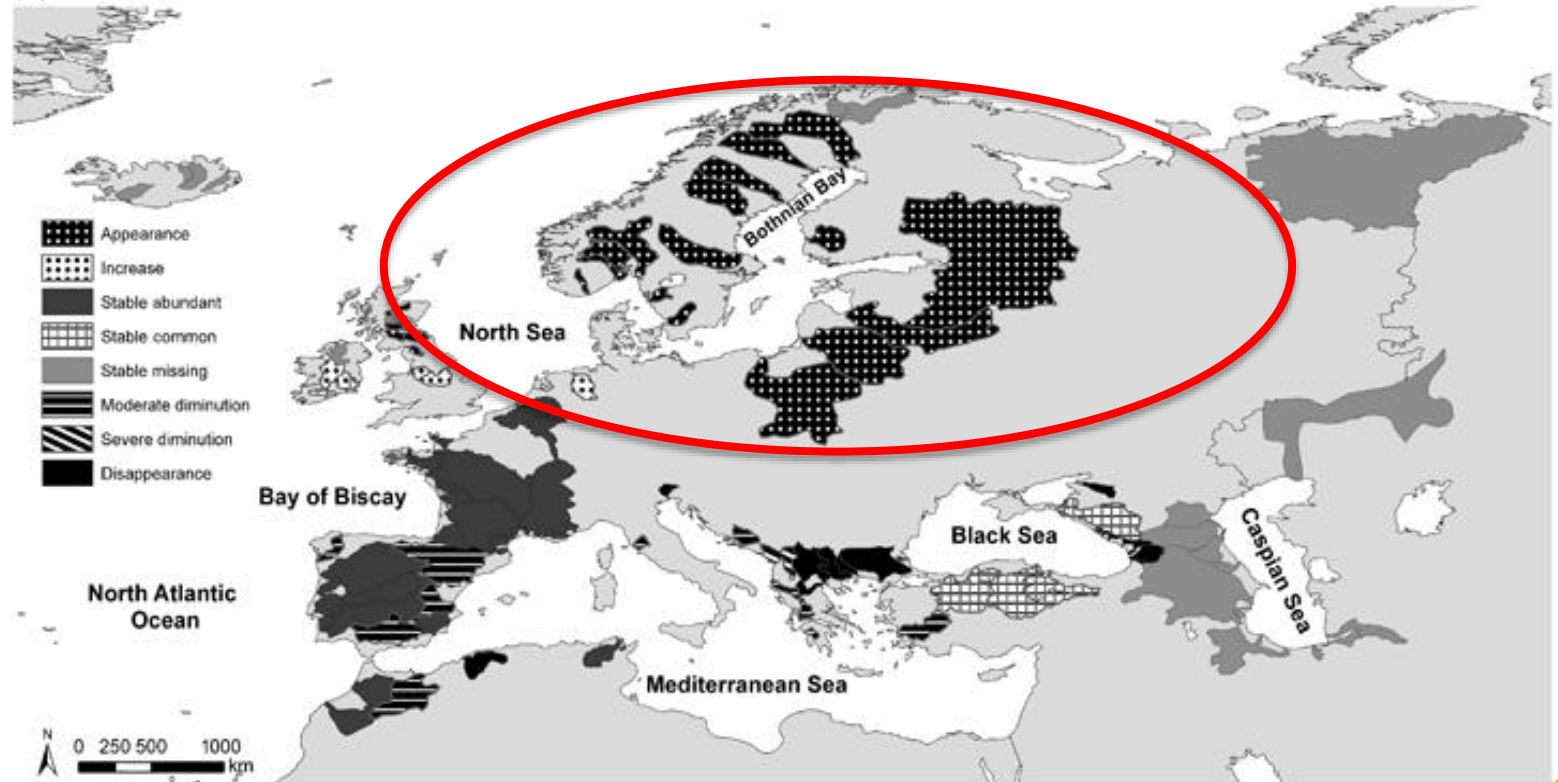 Appearance
Increase
Stable abundant
Stable common
Stable missing
Moderate diminution
Severe diminution
Disappearance
Bothnian Bay
North Sea
Bay of Biscay
Black Sea
Caspian Sea
North Atlantic
Ocean
Mediterranean Sea
N
0 250 500 1000
km